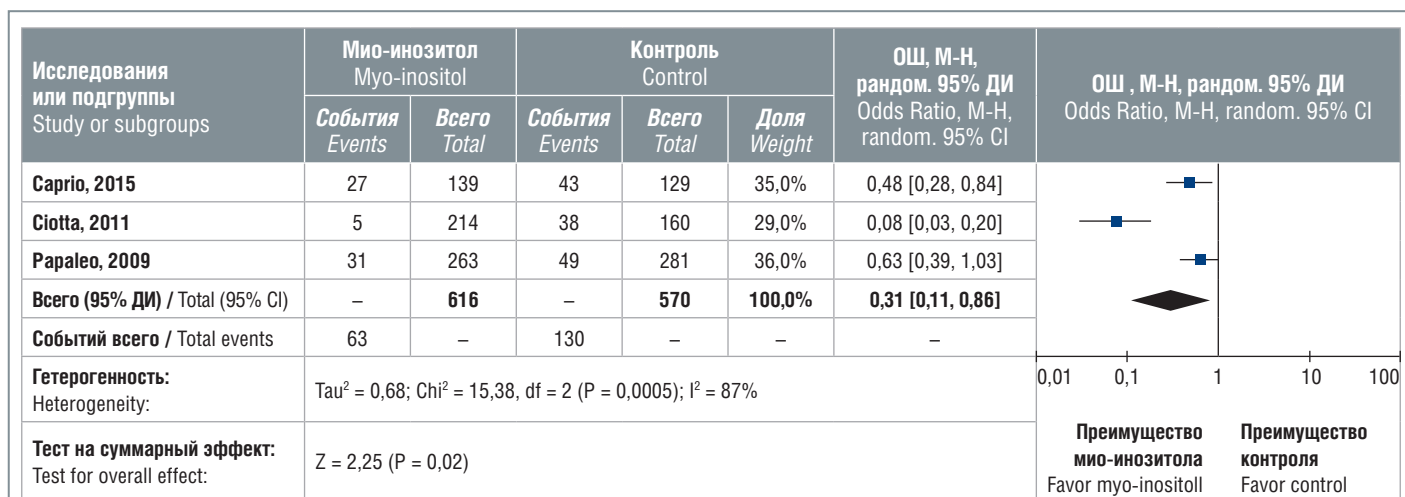 Исследования
или подгруппы
Study or subgroups
Мио-инозитол
Myo-inositol
Контроль
Control
ОШ, М-Н,
рандом. 95% ДИ
Odds Ratio, M-H,
random. 95% CI
ОШ , М-Н, рандом. 95% ДИ
Odds Ratio, M-H, random. 95% CI
События
Events
Всего
Total
События
Events
Всего
Total
Доля
Weight
Caprio, 2015 27 139 43 129 35,0% 0,48 [0,28, 0,84]
Ciotta, 2011 5 214 38 160 29,0% 0,08 [0,03, 0,20]
Papaleo, 2009 31 263 49 281 36,0% 0,63 [0,39, 1,03]
Всего (95% ДИ) / Total (95% CI) – 616 – 570 100,0% 0,31 [0,11, 0,86]
Событий всего / Total events 63 – 130 – – –
Гетерогенность:
Heterogeneity:
Tau² = 0,68; Chi² = 15,38, df = 2 (P = 0,0005); I² = 87%
0,01 0,1 1 10 100
Тест на суммарный эффект:
Test for overall effect:
Z = 2,25 (P = 0,02)
Преимущество
мио-инозитола
Favor myo-inositoll
Преимущество
контроля
Favor control